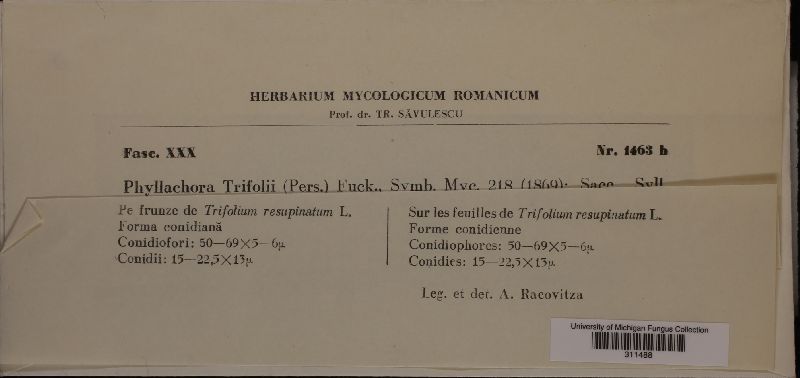 HERBARIUM MYCOLOGICUM ROMANICUM
Prof. dr. TR. SĂVULESCU
Fasc. XXX
Nr. 1463 b
Phyllachora Trifolii (Pers.) Fuck., Symb. Myc. 218 (1869); Sacc. Syll
Pe frunze de Trifolium resupinatum L.
Forma conidiană
Conidiofori: 50—69×5—6µ
Conidii: 15—22,5×13µ
Sur les feuilles de Trifolium resupinatum L.
Forme conidienne
Conidiophores: 50—69×5—6µ
Conidies: 15—22,5×13µ
Leg. et det. A. Racovitza
University of Michigan Fungus Collection
311488